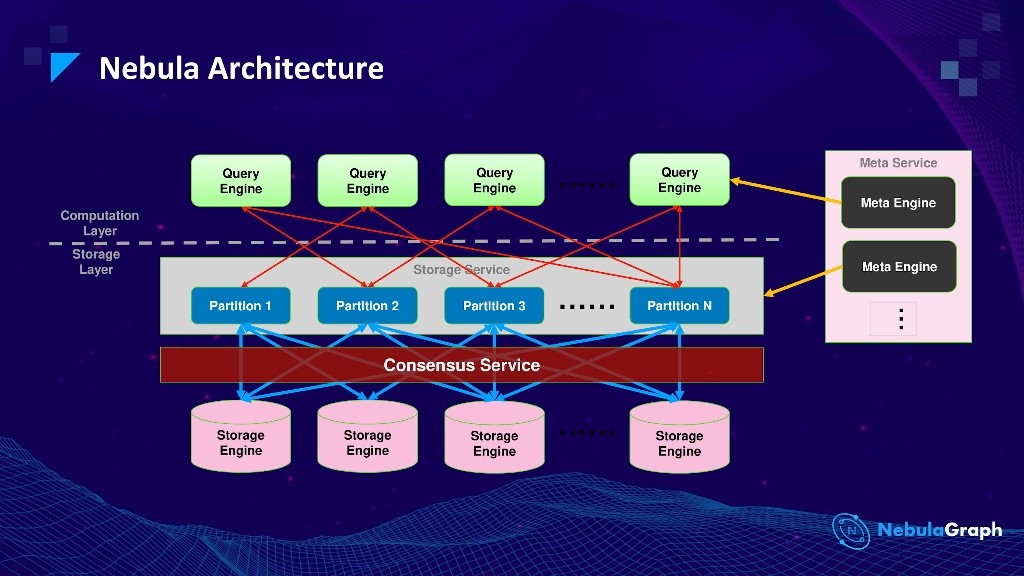 Nebula Architecture
Query
Engine
Query
Engine
Query
Engine
......
Query
Engine
Meta Service
Meta Engine
Meta Engine
Computation
Layer
Storage
Layer
Storage Service
Partition 1
Partition 2
Partition 3
......
Partition N
Consensus Service
Storage
Engine
Storage
Engine
Storage
Engine
......
Storage
Engine
NebulaGraph